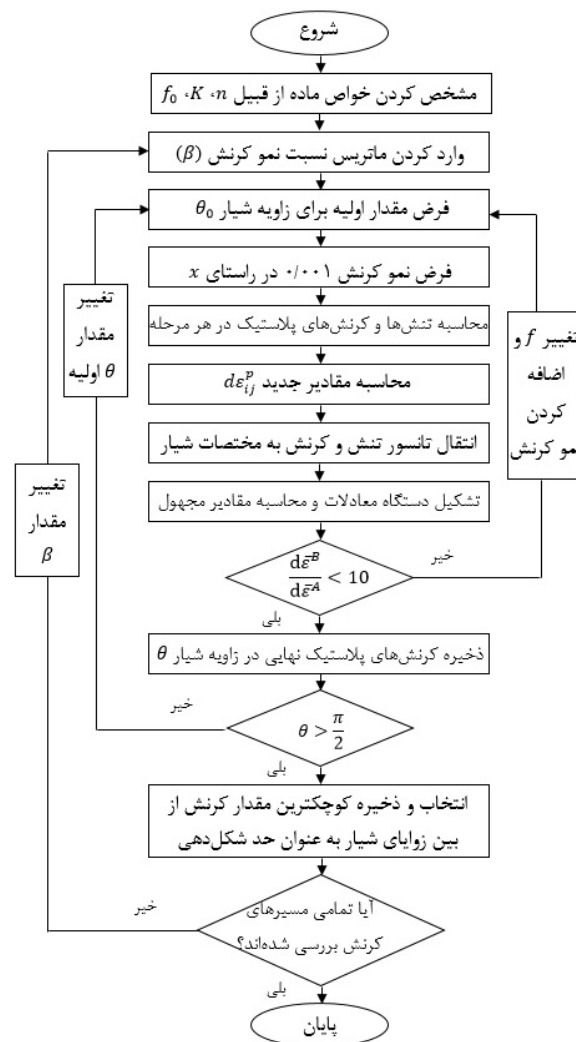 شروع
مشخص کردن خواص ماده از قبیل f₀ ،K ،n
وارد کردن ماتریس نسبت نمو کرنش (β)
فرض مقدار اولیه برای زاویه شیار θ₀
فرض نمو کرنش ۰/۰۰۱ در راستای x
محاسبه تنش‌ها و کرنش‌های پلاستیک در هر مرحله
محاسبه مقادیر جدید dε_{ij}^{p}
انتقال تانسور تنش و کرنش به مختصات شیار
تشکیل دستگاه معادلات و محاسبه مقادیر مجهول
dε̄ᴮ/dε̄ᴬ < 10
خیر
تغییر f و
اضافه
کردن
نمو کرنش
بلی
ذخیره کرنش‌های پلاستیک نهایی در زاویه شیار θ
θ > π/2
خیر
تغییر
مقدار
θ اولیه
بلی
انتخاب و ذخیره کوچکترین مقدار کرنش از
بین زوایای شیار به عنوان حد شکل‌دهی
آیا تمامی مسیرهای
کرنش بررسی شده‌اند؟
خیر
تغییر
مقدار
β
بلی
پایان